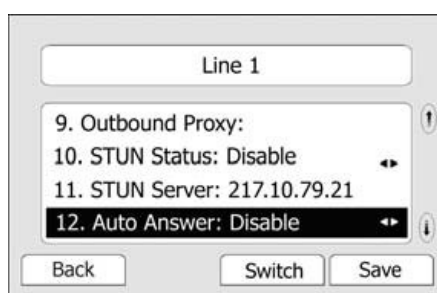 Line 1
9. Outbound Proxy:
10. STUN Status: Disable
11. STUN Server: 217.10.79.21
12. Auto Answer: Disable
Back Switch Save